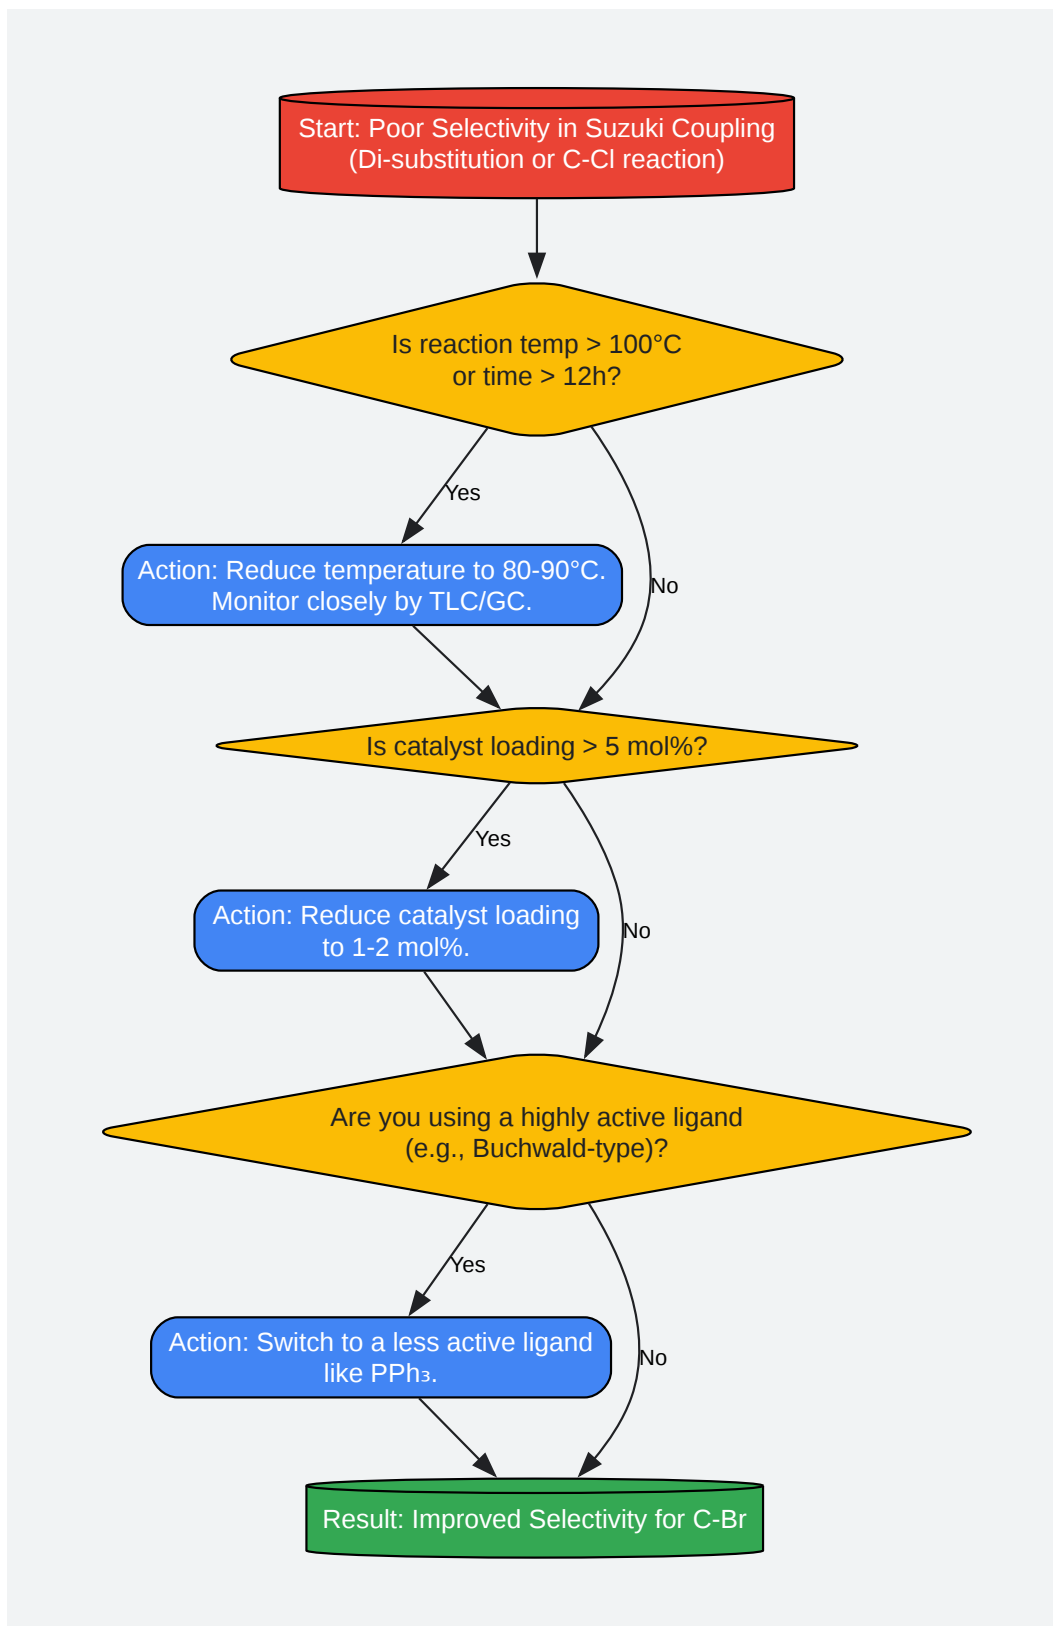 Start: Poor Selectivity in Suzuki Coupling
(Di-substitution or C-Cl reaction)
Is reaction temp > 100°C
or time > 12h?
Yes
Action: Reduce temperature to 80-90°C.
Monitor closely by TLC/GC.
No
Is catalyst loading > 5 mol%?
Yes
Action: Reduce catalyst loading
to 1-2 mol%.
No
Are you using a highly active ligand
(e.g., Buchwald-type)?
Yes
Action: Switch to a less active ligand
like PPh₃.
No
Result: Improved Selectivity for C-Br